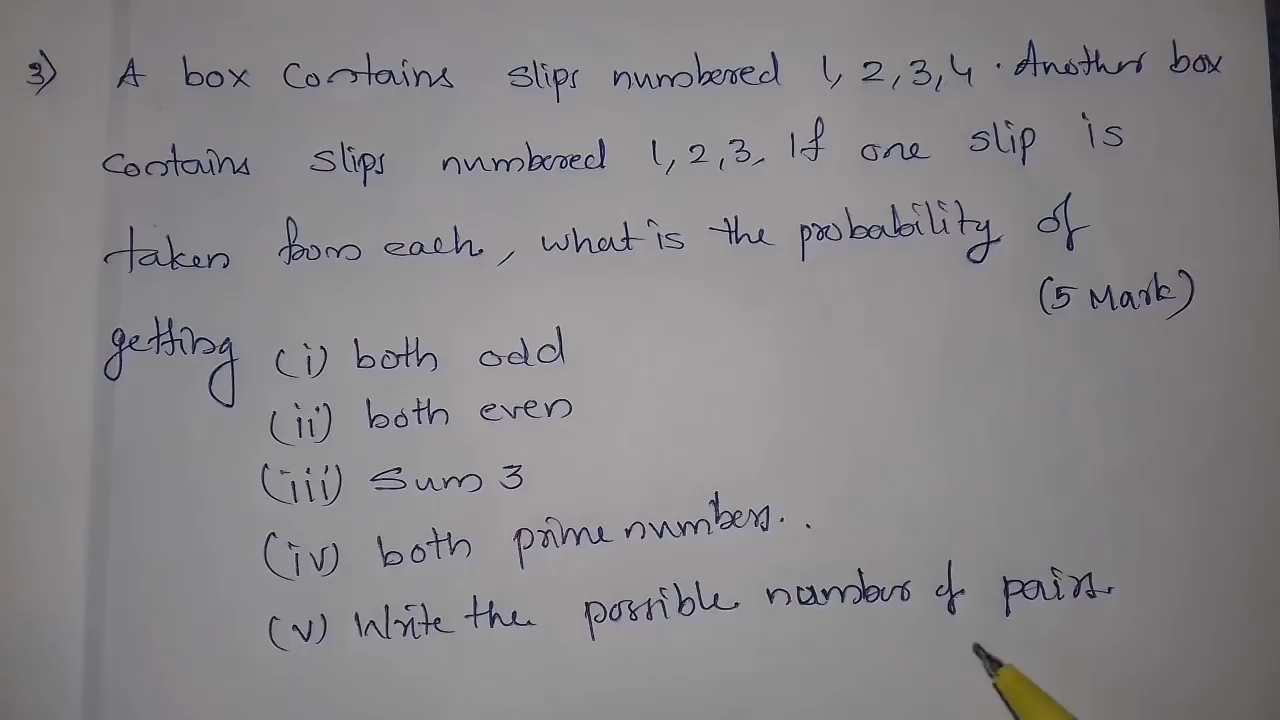 3) A box contains slips numbered 1, 2, 3, 4. Another box
contains slips numbered 1, 2, 3. If one slip is
taken from each, what is the probability of
(5 Mark)
getting (i) both odd
(ii) both even
(iii) Sum 3
(iv) both prime numbers..
(v) Write the possible number of pairs.